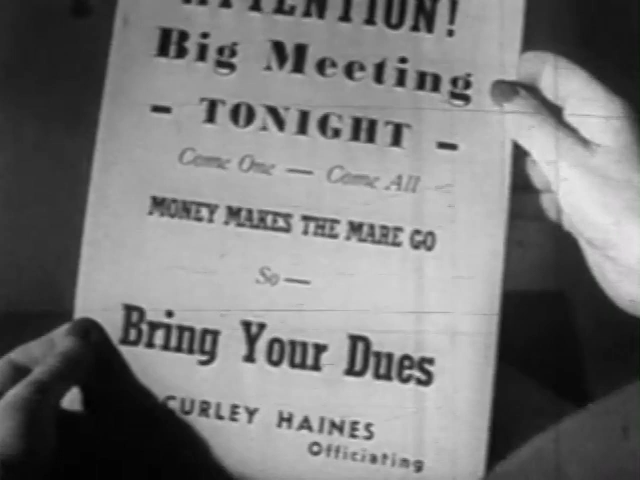 ATTENTION!
Big Meeting
- TONIGHT -
Come One — Come All
MONEY MAKES THE MARE GO
So —
Bring Your Dues
CURLEY HAINES
Officiating